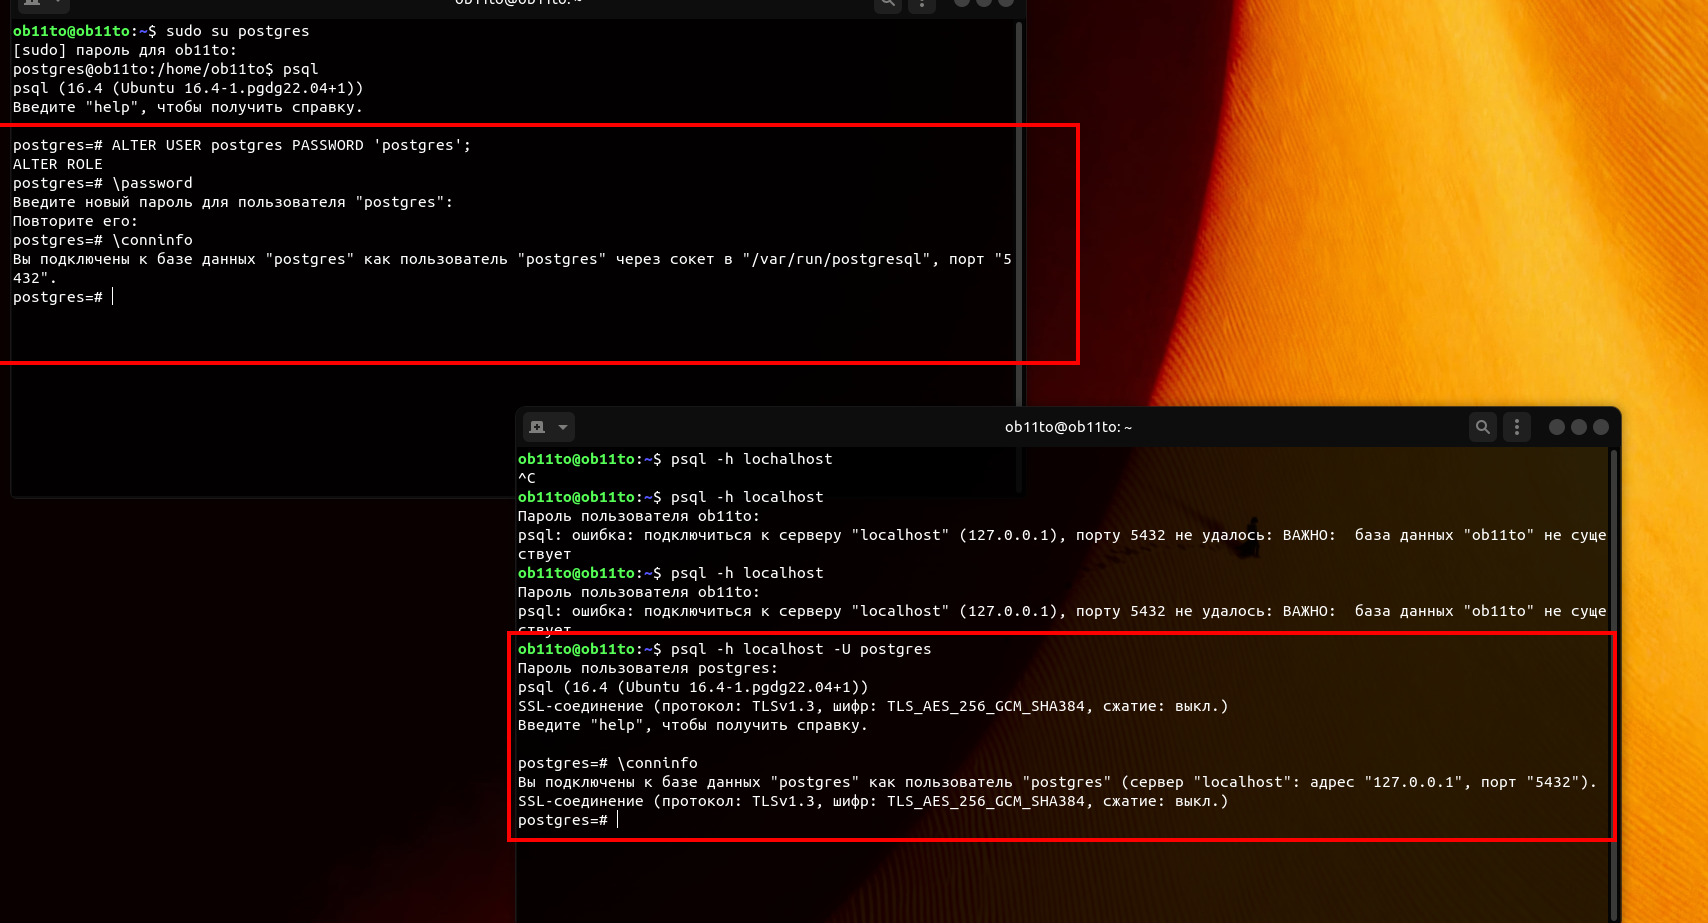 ob11to@ob11to: ~
ob11to@ob11to:~$ sudo su postgres
[sudo] пароль для ob11to:
postgres@ob11to:/home/ob11to$ psql
psql (16.4 (Ubuntu 16.4-1.pgdg22.04+1))
Введите "help", чтобы получить справку.
postgres=# ALTER USER postgres PASSWORD 'postgres';
ALTER ROLE
postgres=# \password
Введите новый пароль для пользователя "postgres":
Повторите его:
postgres=# \conninfo
Вы подключены к базе данных "postgres" как пользователь "postgres" через сокет в "/var/run/postgresql", порт "5
432".
postgres=#
ob11to@ob11to: ~
ob11to@ob11to:~$ psql -h lochalhost
^C
ob11to@ob11to:~$ psql -h localhost
Пароль пользователя ob11to:
psql: ошибка: подключиться к серверу "localhost" (127.0.0.1), порту 5432 не удалось: ВАЖНО:  база данных "ob11to" не суще
ствует
ob11to@ob11to:~$ psql -h localhost
Пароль пользователя ob11to:
psql: ошибка: подключиться к серверу "localhost" (127.0.0.1), порту 5432 не удалось: ВАЖНО:  база данных "ob11to" не суще
ствует
ob11to@ob11to:~$ psql -h localhost -U postgres
Пароль пользователя postgres:
psql (16.4 (Ubuntu 16.4-1.pgdg22.04+1))
SSL-соединение (протокол: TLSv1.3, шифр: TLS_AES_256_GCM_SHA384, сжатие: выкл.)
Введите "help", чтобы получить справку.
postgres=# \conninfo
Вы подключены к базе данных "postgres" как пользователь "postgres" (сервер "localhost": адрес "127.0.0.1", порт "5432").
SSL-соединение (протокол: TLSv1.3, шифр: TLS_AES_256_GCM_SHA384, сжатие: выкл.)
postgres=#